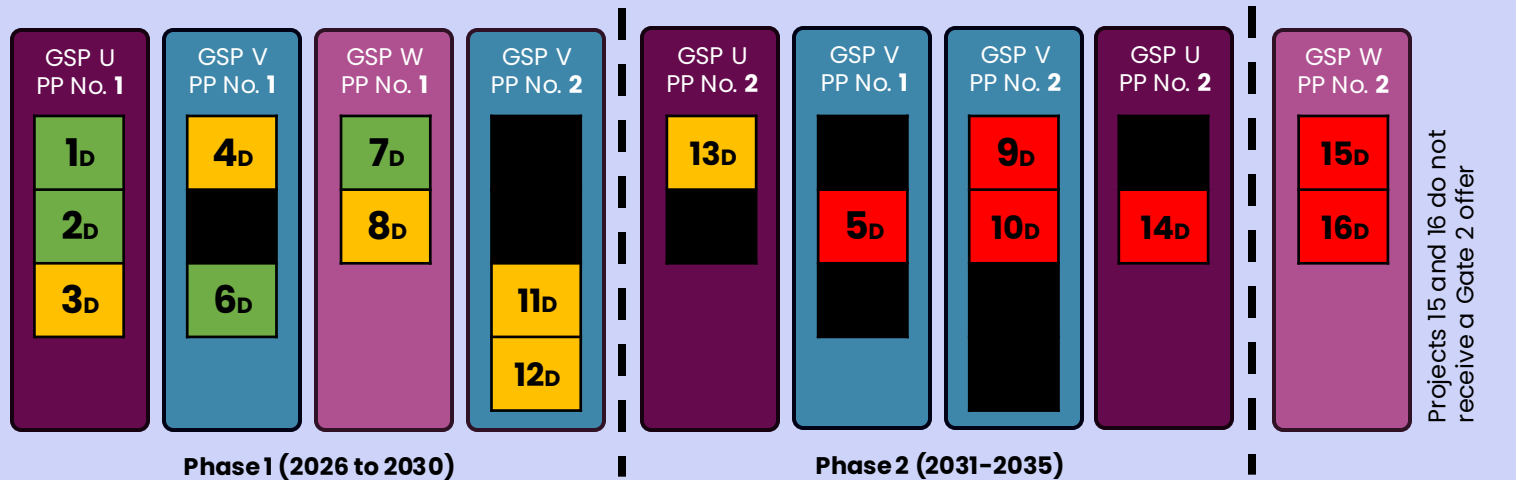 GSP U
PP No. 1
1D
2D
3D
GSP V
PP No. 1
4D
6D
GSP W
PP No. 1
7D
8D
GSP V
PP No. 2
11D
12D
Phase 1 (2026 to 2030)
GSP U
PP No. 2
13D
GSP V
PP No. 1
5D
GSP V
PP No. 2
9D
10D
GSP U
PP No. 2
14D
Phase 2 (2031-2035)
GSP W
PP No. 2
15D
16D
Projects 15 and 16 do not
receive a Gate 2 offer